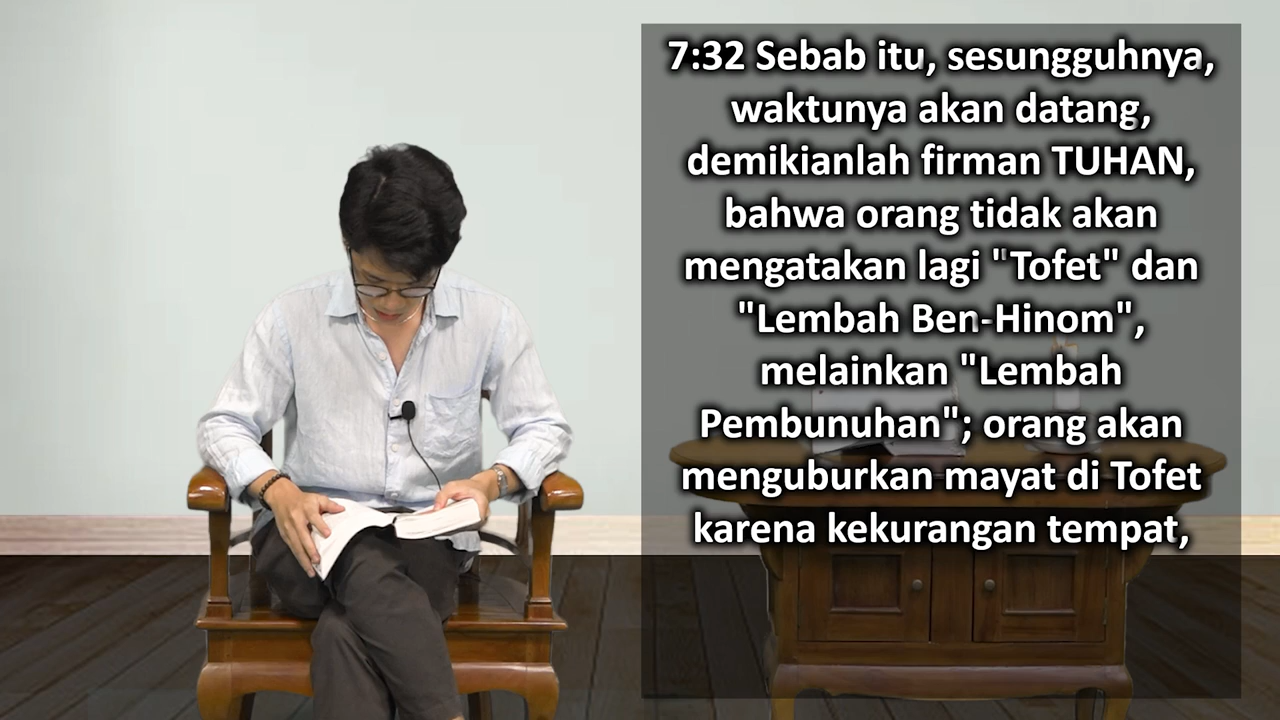 7:32 Sebab itu, sesungguhnya,
waktunya akan datang,
demikianlah firman TUHAN,
bahwa orang tidak akan
mengatakan lagi "Tofet" dan
"Lembah Ben-Hinom",
melainkan "Lembah
Pembunuhan"; orang akan
menguburkan mayat di Tofet
karena kekurangan tempat,